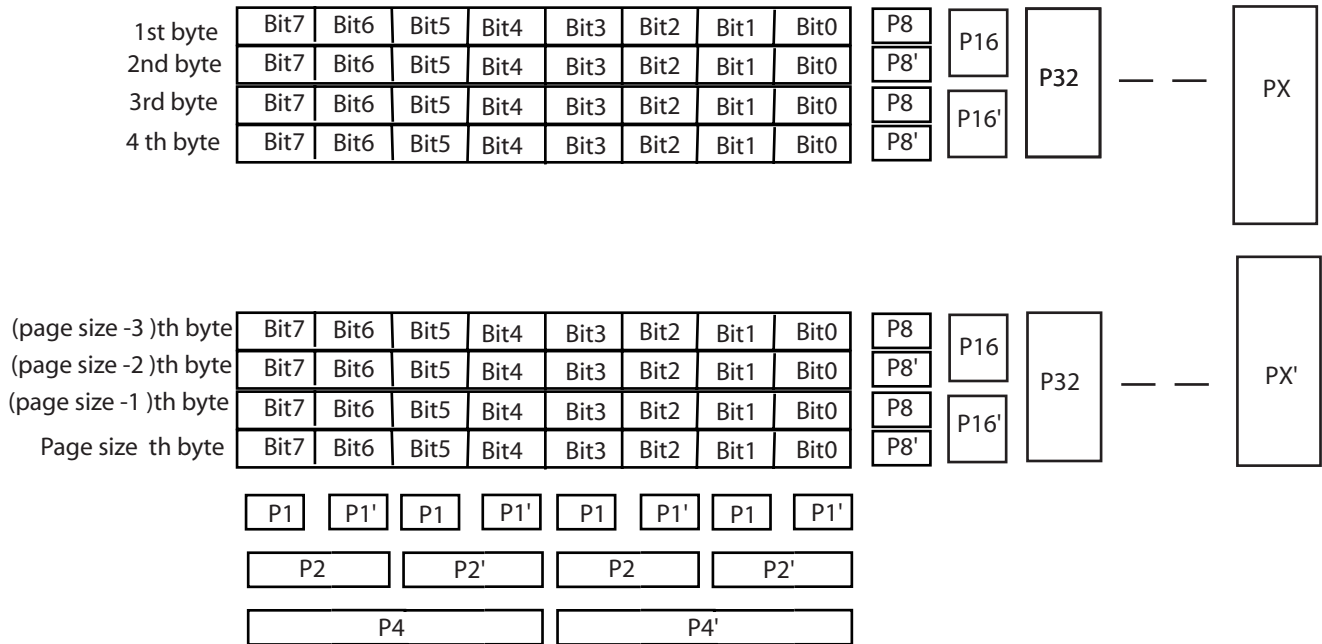 1st byte Bit7 Bit6 Bit5 Bit4 Bit3 Bit2 Bit1 Bit0 P8 P16 P32 PX
2nd byte Bit7 Bit6 Bit5 Bit4 Bit3 Bit2 Bit1 Bit0 P8'
3rd byte Bit7 Bit6 Bit5 Bit4 Bit3 Bit2 Bit1 Bit0 P8 P16'
4 th byte Bit7 Bit6 Bit5 Bit4 Bit3 Bit2 Bit1 Bit0 P8'
(page size -3 )th byte Bit7 Bit6 Bit5 Bit4 Bit3 Bit2 Bit1 Bit0 P8 P16 P32 PX'
(page size -2 )th byte Bit7 Bit6 Bit5 Bit4 Bit3 Bit2 Bit1 Bit0 P8'
(page size -1 )th byte Bit7 Bit6 Bit5 Bit4 Bit3 Bit2 Bit1 Bit0 P8 P16'
Page size th byte Bit7 Bit6 Bit5 Bit4 Bit3 Bit2 Bit1 Bit0 P8'
P1 P1' P1 P1' P1 P1' P1 P1'
P2 P2' P2 P2'
P4 P4'